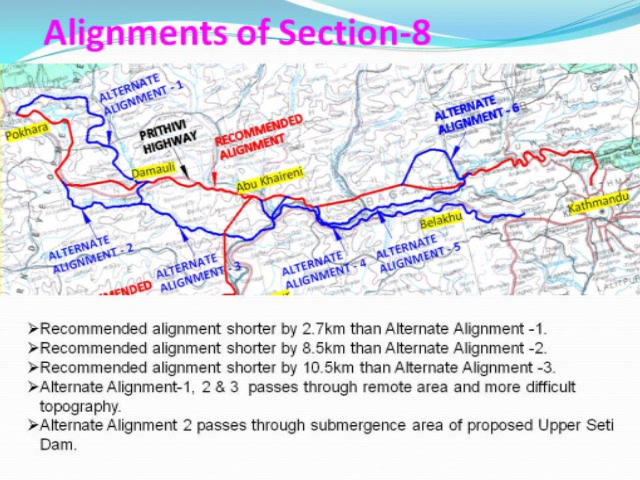 Alignments of Section-8
ALTERNATE
ALIGNMENT - 1
Pokhara
PRITHIVI
HIGHWAY
RECOMMENDED
ALIGNMENT
ALTERNATE
ALIGNMENT - 6
Damauli
Abu Khaireni
Belakhu
Kathmandu
ALTERNATE
ALIGNMENT - 2
ALTERNATE
ALIGNMENT - 3
ALTERNATE
ALIGNMENT - 4
ALTERNATE
ALIGNMENT - 5
➢Recommended alignment shorter by 2.7km than Alternate Alignment -1.
➢Recommended alignment shorter by 8.5km than Alternate Alignment -2.
➢Recommended alignment shorter by 10.5km than Alternate Alignment -3.
➢Alternate Alignment-1, 2 & 3 passes through remote area and more difficult
topography.
➢Alternate Alignment 2 passes through submergence area of proposed Upper Seti
Dam.